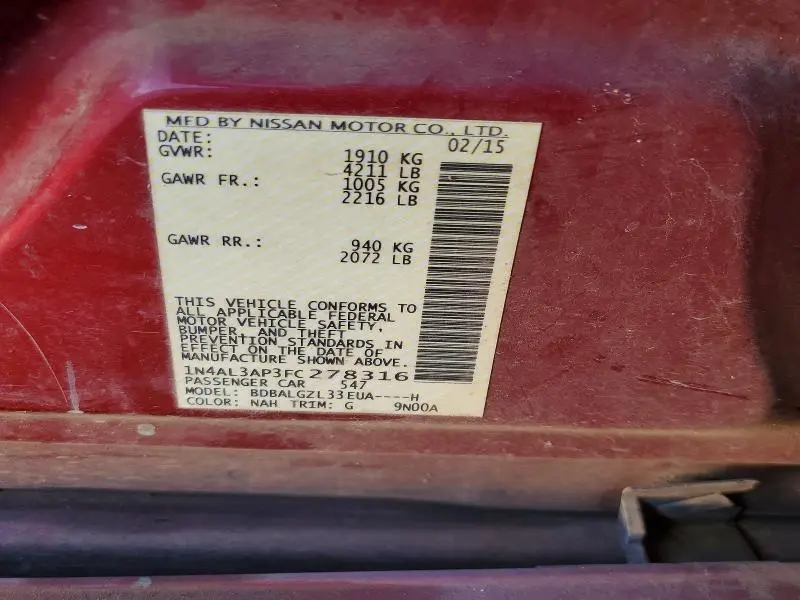 MFD BY NISSAN MOTOR CO., LTD.
DATE: 02/15
GVWR: 1910 KG
4211 LB
GAWR FR.: 1005 KG
2216 LB
GAWR RR.: 940 KG
2072 LB
THIS VEHICLE CONFORMS TO
ALL APPLICABLE FEDERAL
MOTOR VEHICLE SAFETY,
BUMPER, AND THEFT
PREVENTION STANDARDS IN
EFFECT ON THE DATE OF
MANUFACTURE SHOWN ABOVE.
1N4AL3AP3FC278316
PASSENGER CAR 547
MODEL: BDBALGZL33EUA----H
COLOR: NAH TRIM: G 9N00A